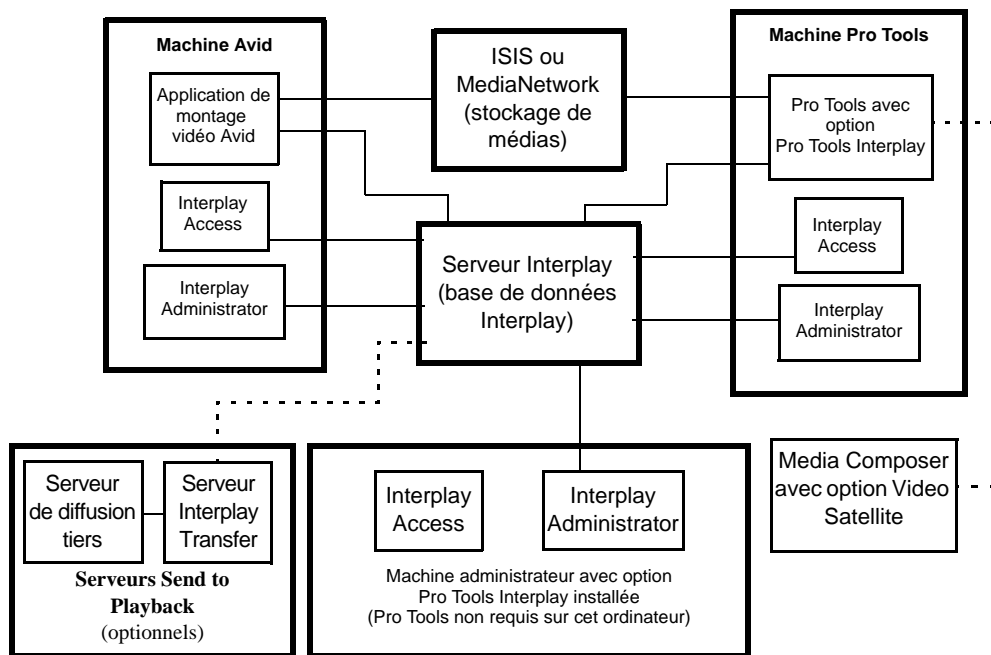 Machine Avid
Application de
montage
vidéo Avid
Interplay
Access
Interplay
Administrator
ISIS ou
MediaNetwork
(stockage de
médias)
Serveur Interplay
(base de données
Interplay)
Machine Pro Tools
Pro Tools avec
option
Pro Tools Interplay
Interplay
Access
Interplay
Administrator
Serveur
de diffusion
tiers
Serveur
Interplay
Transfer
Serveurs Send to
Playback
(optionnels)
Interplay
Access
Interplay
Administrator
Machine administrateur avec option
Pro Tools Interplay installée
(Pro Tools non requis sur cet ordinateur)
Media Composer
avec option Video
Satellite